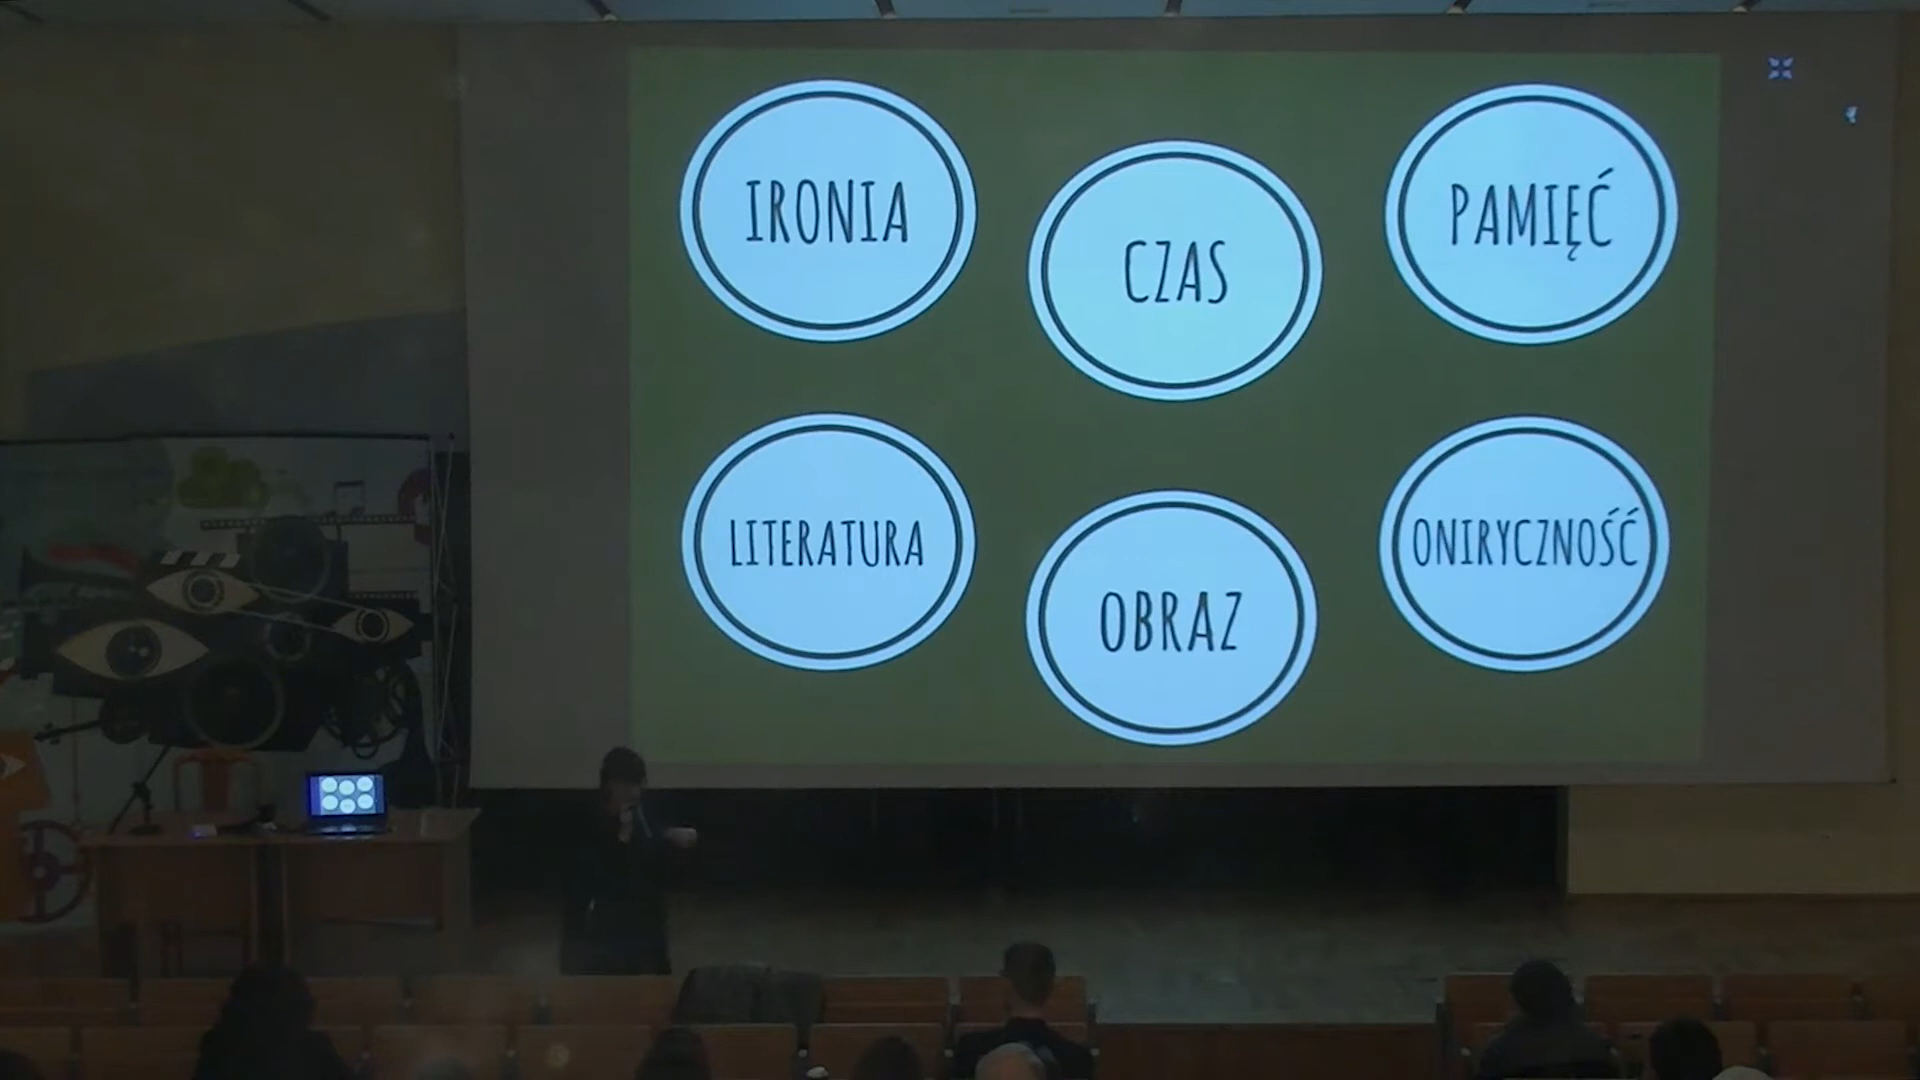 IRONIA
CZAS
PAMIĘĆ
LITERATURA
OBRAZ
ONIRYCZNOŚĆ